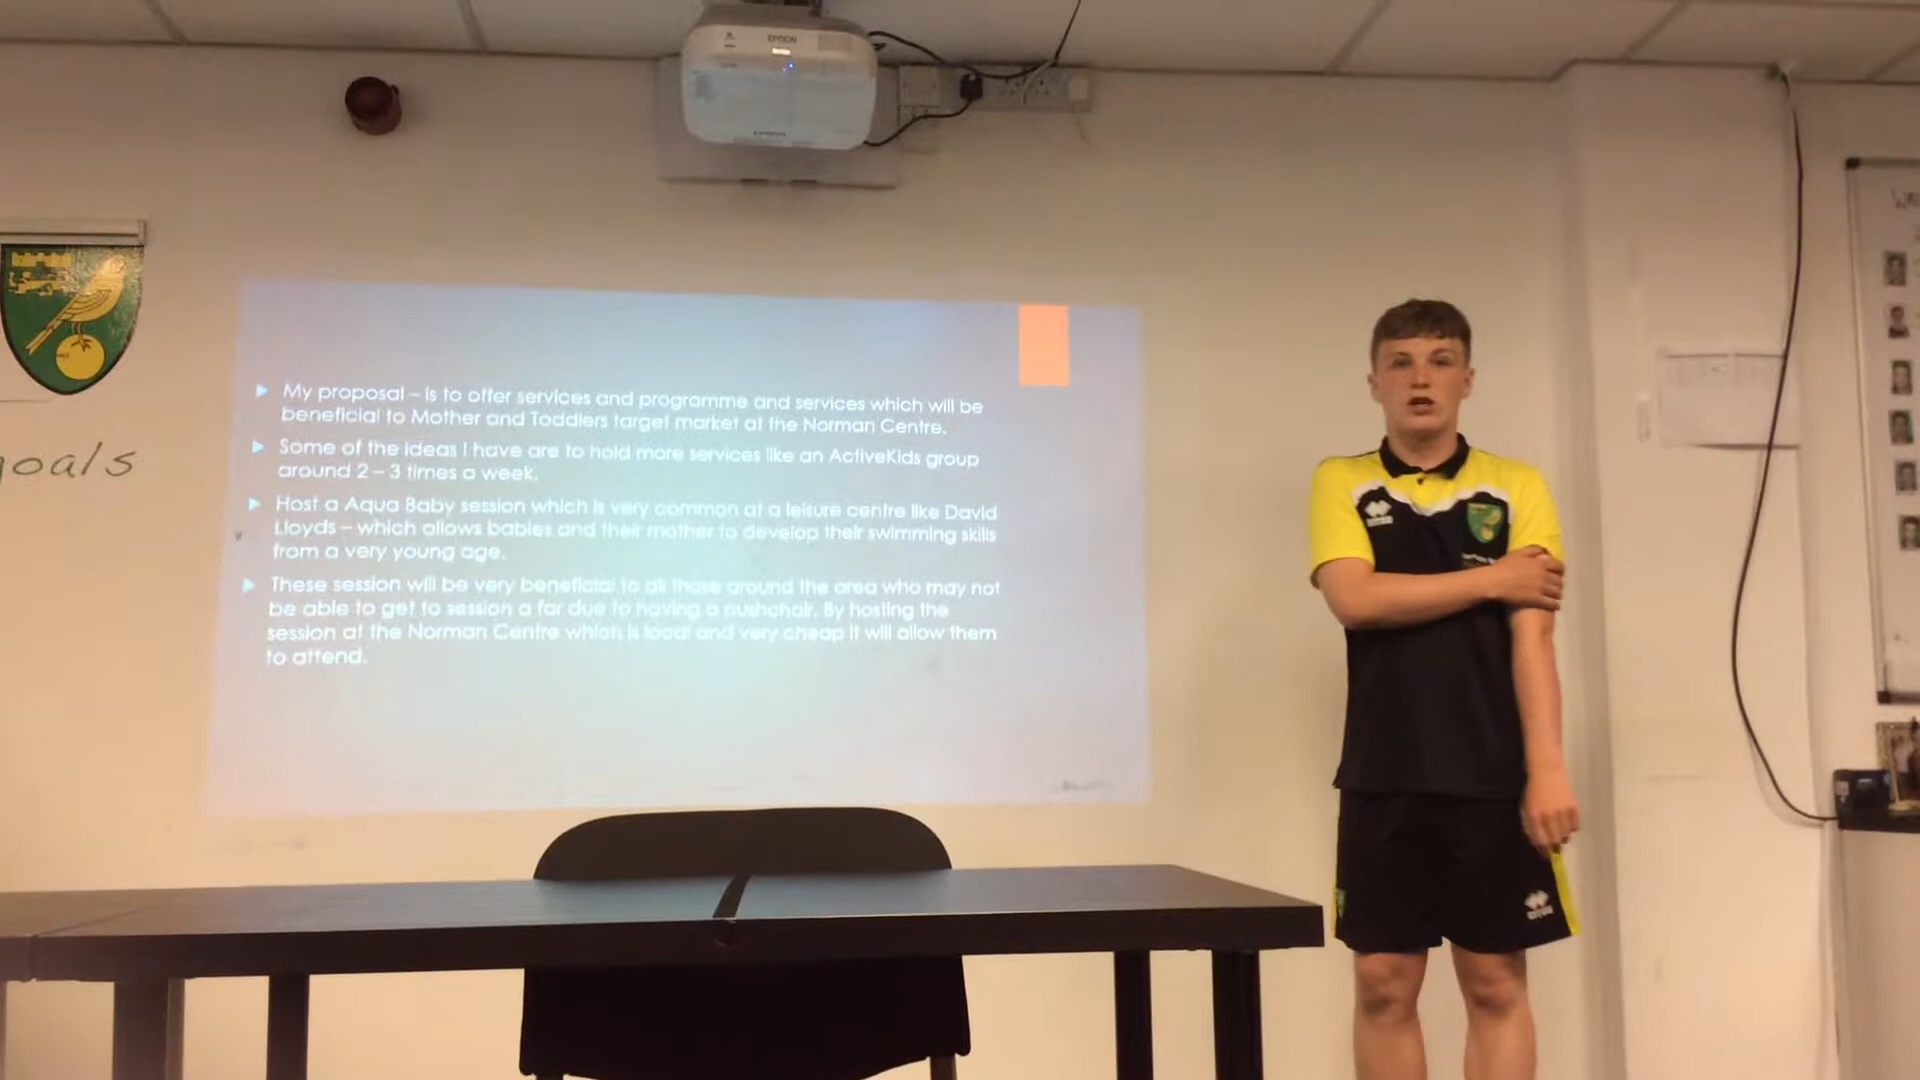 EPSON
My proposal – is to offer services and programme and services which will be
beneficial to Mother and Toddlers target market at the Norman Centre.
Some of the ideas I have are to hold more services like an ActiveKids group
around 2 – 3 times a week.
Host a Aqua Baby session which is very common at a leisure centre like David
Lloyds – which allows babies and their mother to develop their swimming skills
from a very young age.
These session will be very beneficial to all those around the area who may not
be able to get to session a far due to having a pushchair. By hosting the
session at the Norman Centre which is local and very cheap it will allow them
to attend.
goals